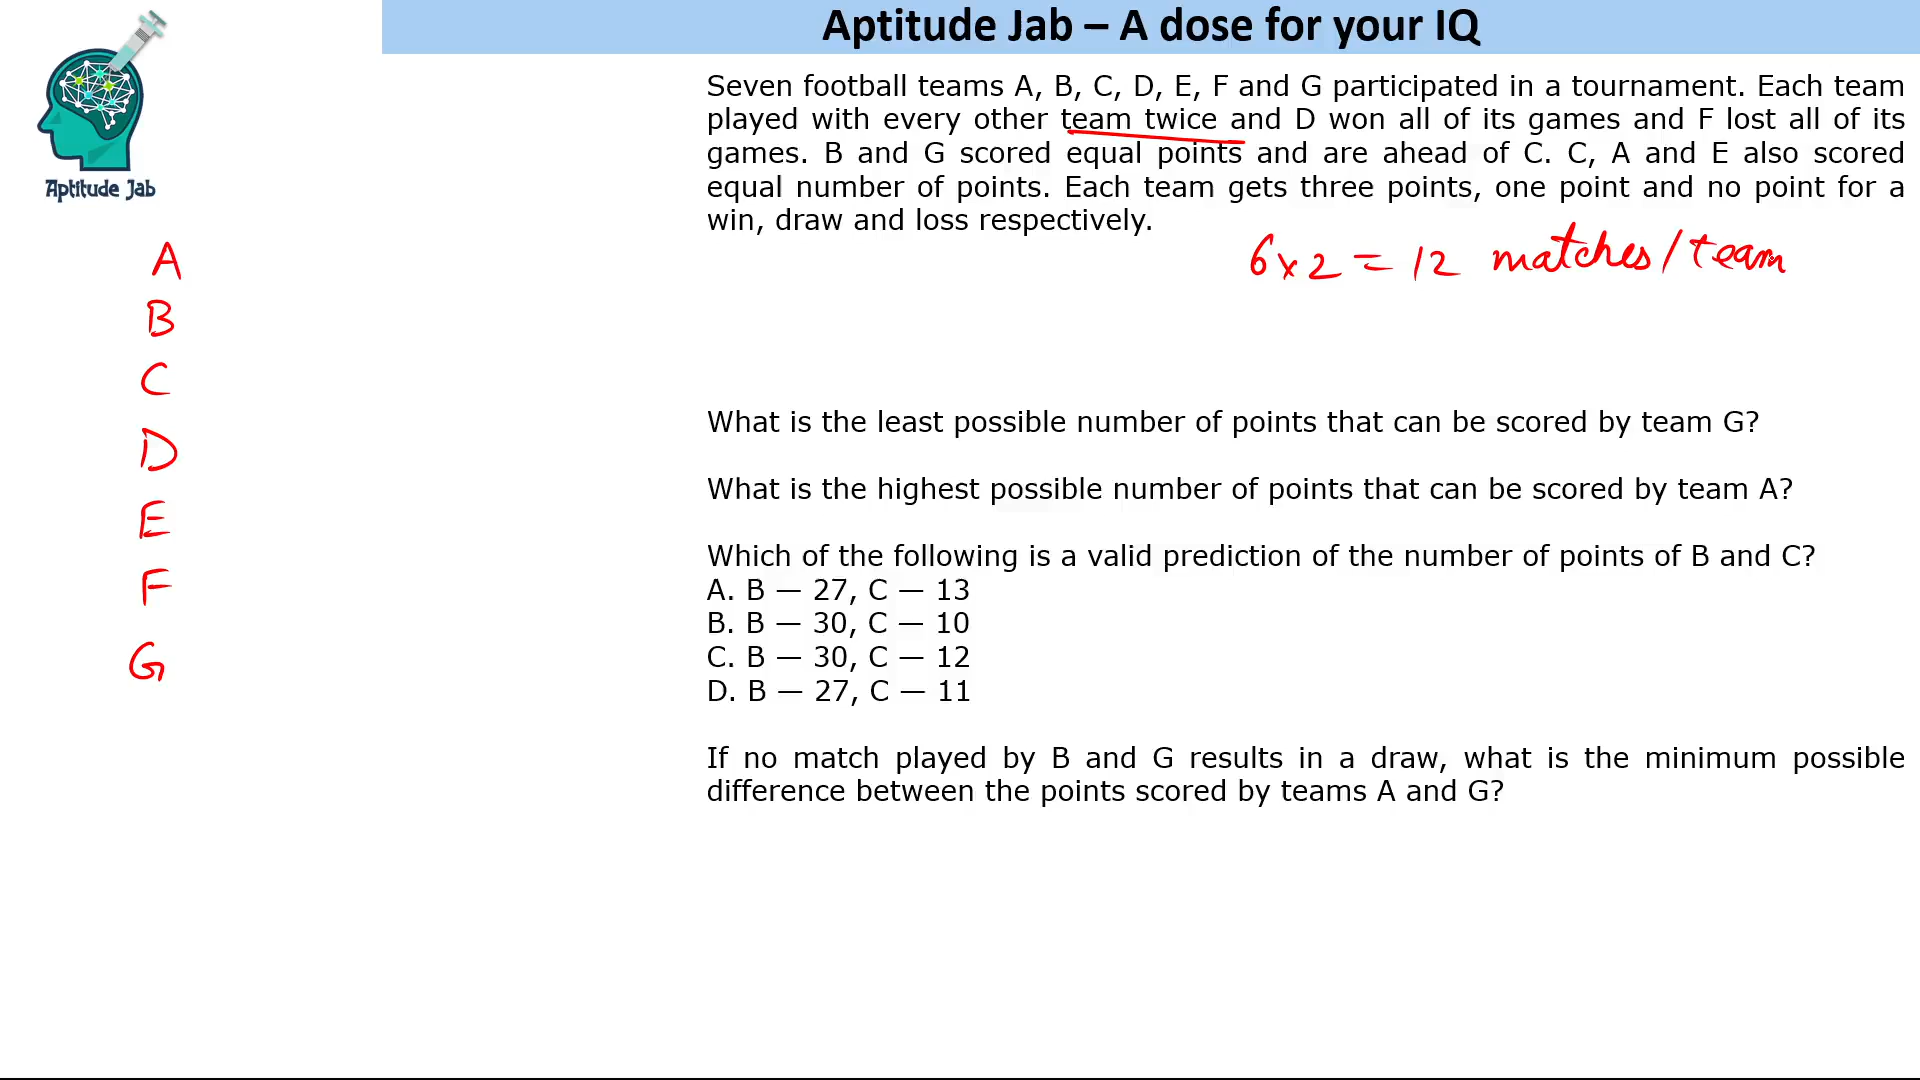 Aptitude Jab – A dose for your IQ
Aptitude Jab
Seven football teams A, B, C, D, E, F and G participated in a tournament. Each team
played with every other team twice and D won all of its games and F lost all of its
games. B and G scored equal points and are ahead of C. C, A and E also scored
equal number of points. Each team gets three points, one point and no point for a
win, draw and loss respectively.
6 x 2 = 12 matches/team
A
B
C
D
E
F
G
What is the least possible number of points that can be scored by team G?
What is the highest possible number of points that can be scored by team A?
Which of the following is a valid prediction of the number of points of B and C?
A. B — 27, C — 13
B. B — 30, C — 10
C. B — 30, C — 12
D. B — 27, C — 11
If no match played by B and G results in a draw, what is the minimum possible
difference between the points scored by teams A and G?